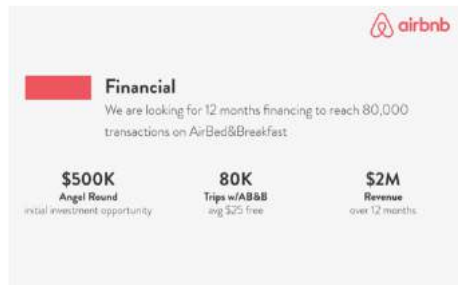 airbnb
Financial
We are looking for 12 months financing to reach 80,000
transactions on AirBed&Breakfast
$500K
Angel Round
initial investment opportunity
80K
Trips w/AB&B
avg $25 free
$2M
Revenue
over 12 months